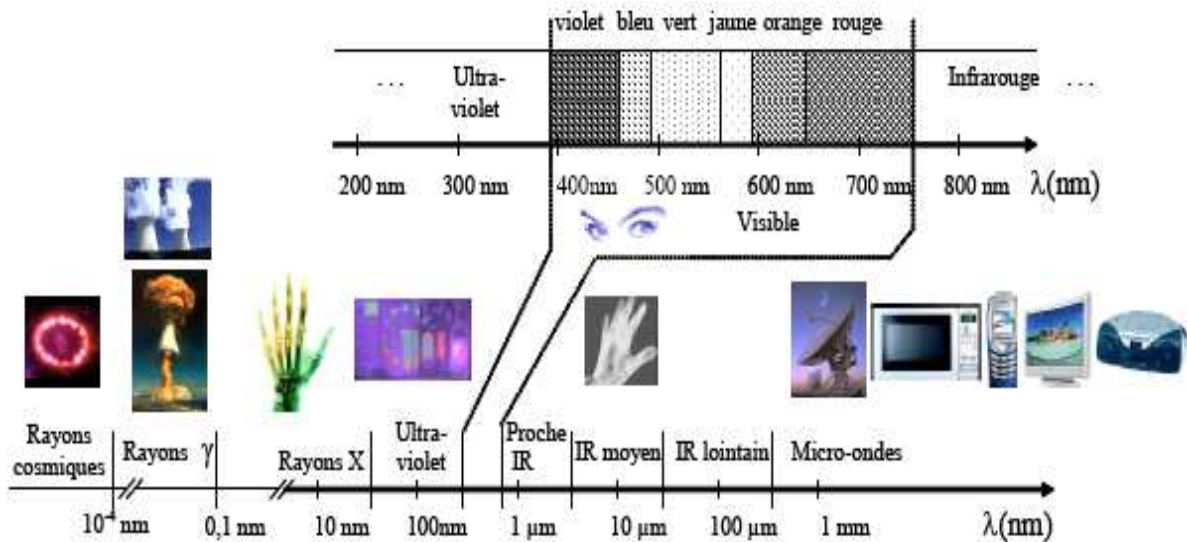 violet bleu vert jaune orange rouge
... Ultra-
violet
Infrarouge ...
200 nm 300 nm 400nm 500 nm 600 nm 700 nm 800 nm λ(nm)
Visible
Rayons
cosmiques
Rayons γ
Rayons X
Ultra-
violet
Proche
IR
IR moyen
IR lointain
Micro-ondes
10⁻⁴ nm 0,1 nm 10 nm 100nm 1 µm 10 µm 100 µm 1 mm λ(nm)